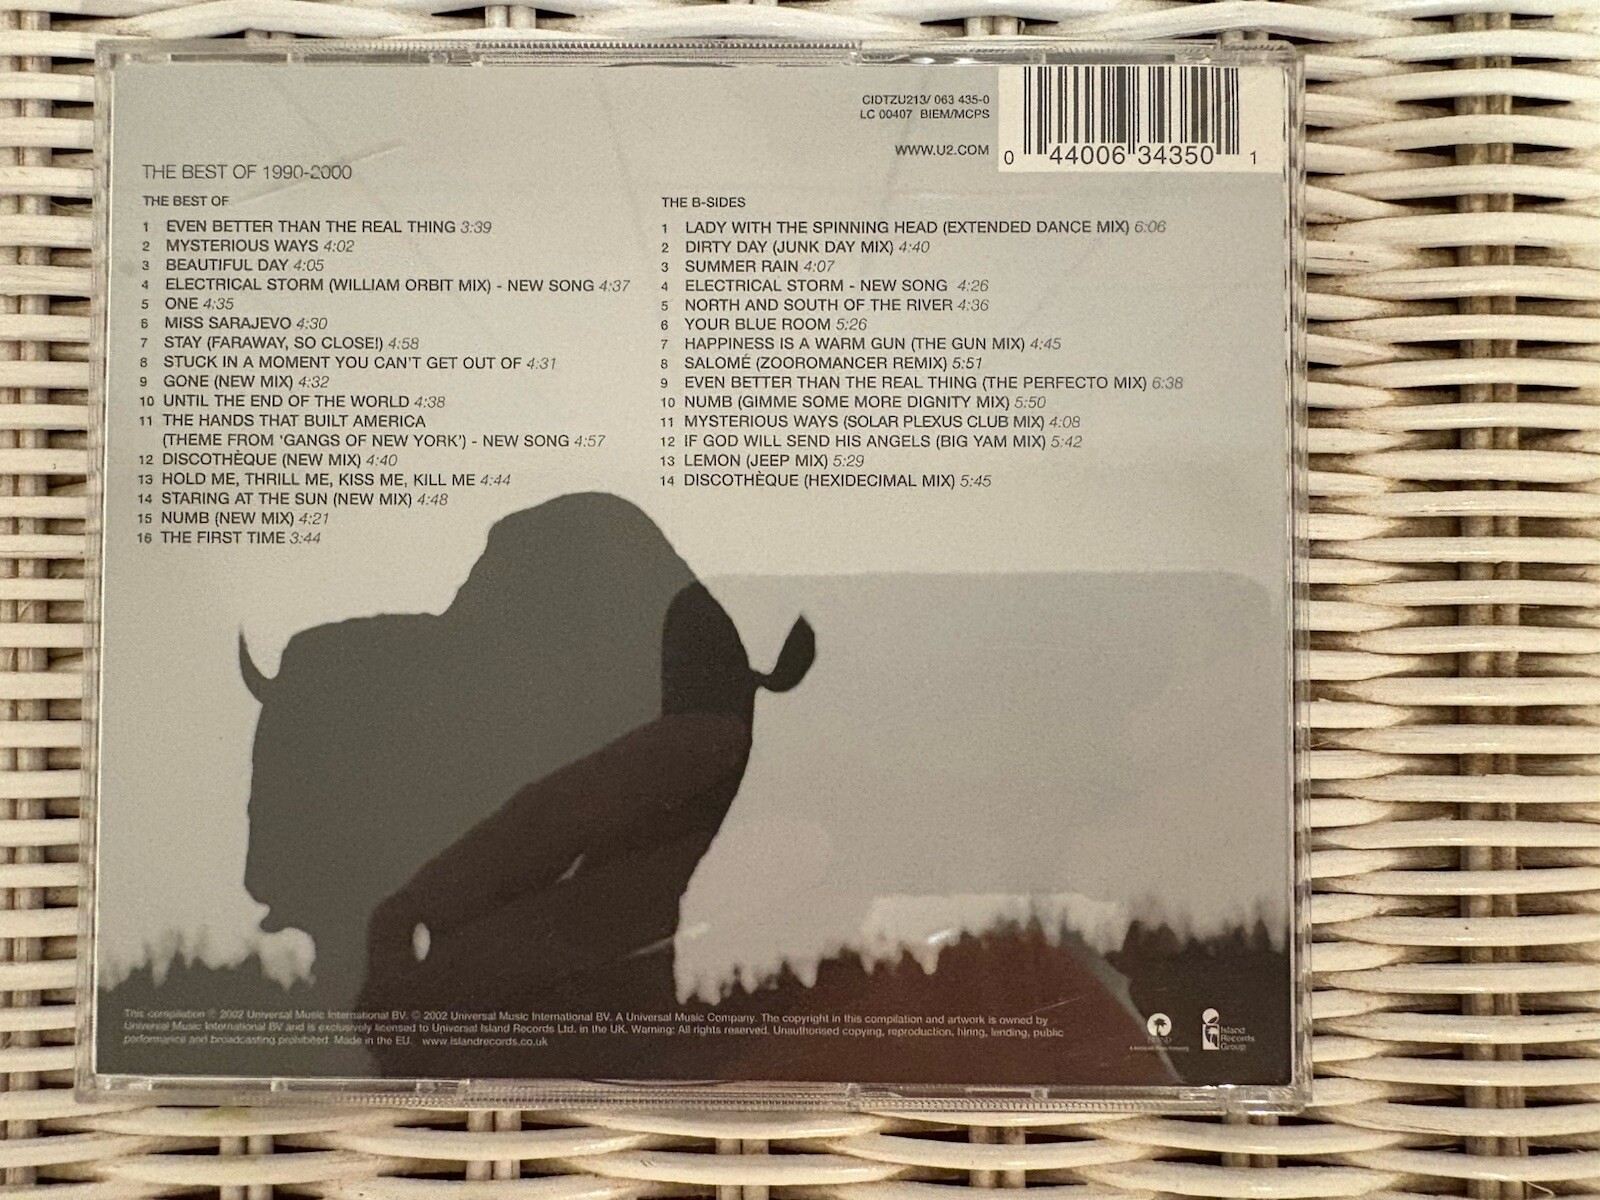 CIDTZU213/ 063 435-0
LC 00407 BIEM/MCPS
WWW.U2.COM
0 44006 34350 1
THE BEST OF 1990-2000
THE BEST OF
1 EVEN BETTER THAN THE REAL THING 3:39
2 MYSTERIOUS WAYS 4:02
3 BEAUTIFUL DAY 4:05
4 ELECTRICAL STORM (WILLIAM ORBIT MIX) - NEW SONG 4:37
5 ONE 4:35
6 MISS SARAJEVO 4:30
7 STAY (FARAWAY, SO CLOSE!) 4:58
8 STUCK IN A MOMENT YOU CAN'T GET OUT OF 4:31
9 GONE (NEW MIX) 4:32
10 UNTIL THE END OF THE WORLD 4:38
11 THE HANDS THAT BUILT AMERICA
(THEME FROM 'GANGS OF NEW YORK') - NEW SONG 4:57
12 DISCOTHÈQUE (NEW MIX) 4:40
13 HOLD ME, THRILL ME, KISS ME, KILL ME 4:44
14 STARING AT THE SUN (NEW MIX) 4:48
15 NUMB (NEW MIX) 4:21
16 THE FIRST TIME 3:44
THE B-SIDES
1 LADY WITH THE SPINNING HEAD (EXTENDED DANCE MIX) 6:06
2 DIRTY DAY (JUNK DAY MIX) 4:40
3 SUMMER RAIN 4:07
4 ELECTRICAL STORM - NEW SONG 4:26
5 NORTH AND SOUTH OF THE RIVER 4:36
6 YOUR BLUE ROOM 5:26
7 HAPPINESS IS A WARM GUN (THE GUN MIX) 4:45
8 SALOMÉ (ZOOROMANCER REMIX) 5:51
9 EVEN BETTER THAN THE REAL THING (THE PERFECTO MIX) 6:38
10 NUMB (GIMME SOME MORE DIGNITY MIX) 5:50
11 MYSTERIOUS WAYS (SOLAR PLEXUS CLUB MIX) 4:08
12 IF GOD WILL SEND HIS ANGELS (BIG YAM MIX) 5:42
13 LEMON (JEEP MIX) 5:29
14 DISCOTHÈQUE (HEXIDECIMAL MIX) 5:45
This compilation ℗ 2002 Universal Music International BV. © 2002 Universal Music International BV. A Universal Music Company. The copyright in this compilation and artwork is owned by
Universal Music International BV and is exclusively licensed to Universal Island Records Ltd. in the UK. Warning: All rights reserved. Unauthorised copying, reproduction, hiring, lending, public
performance and broadcasting prohibited. Made in the EU. www.islandrecords.co.uk
ISLAND
Island
Records
Group